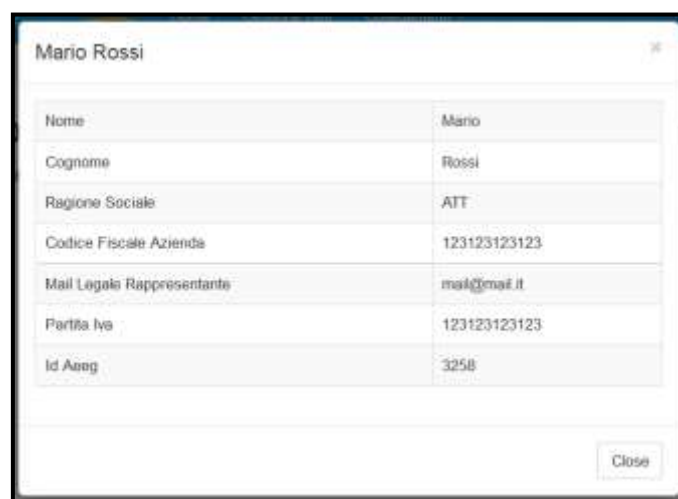 Mario Rossi
×
Nome Mario
Cognome Rossi
Ragione Sociale ATT
Codice Fiscale Azienda 123123123123
Mail Legale Rappresentante mail@mail.it
Partita Iva 123123123123
Id Aeeg 3258
Close